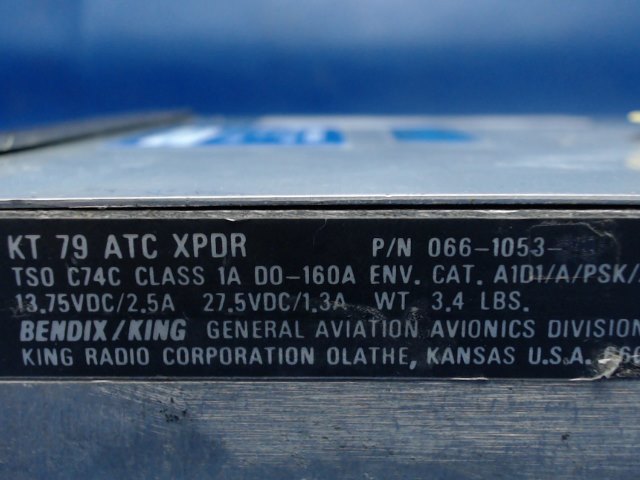 KT 79 ATC XPDR P/N 066-1053-
TSO C74C CLASS 1A DO-160A ENV. CAT. A1D1/A/PSK/
13.75VDC/2.5A 27.5VDC/1.3A WT 3.4 LBS.
BENDIX/KING GENERAL AVIATION AVIONICS DIVISION
KING RADIO CORPORATION OLATHE, KANSAS U.S.A.